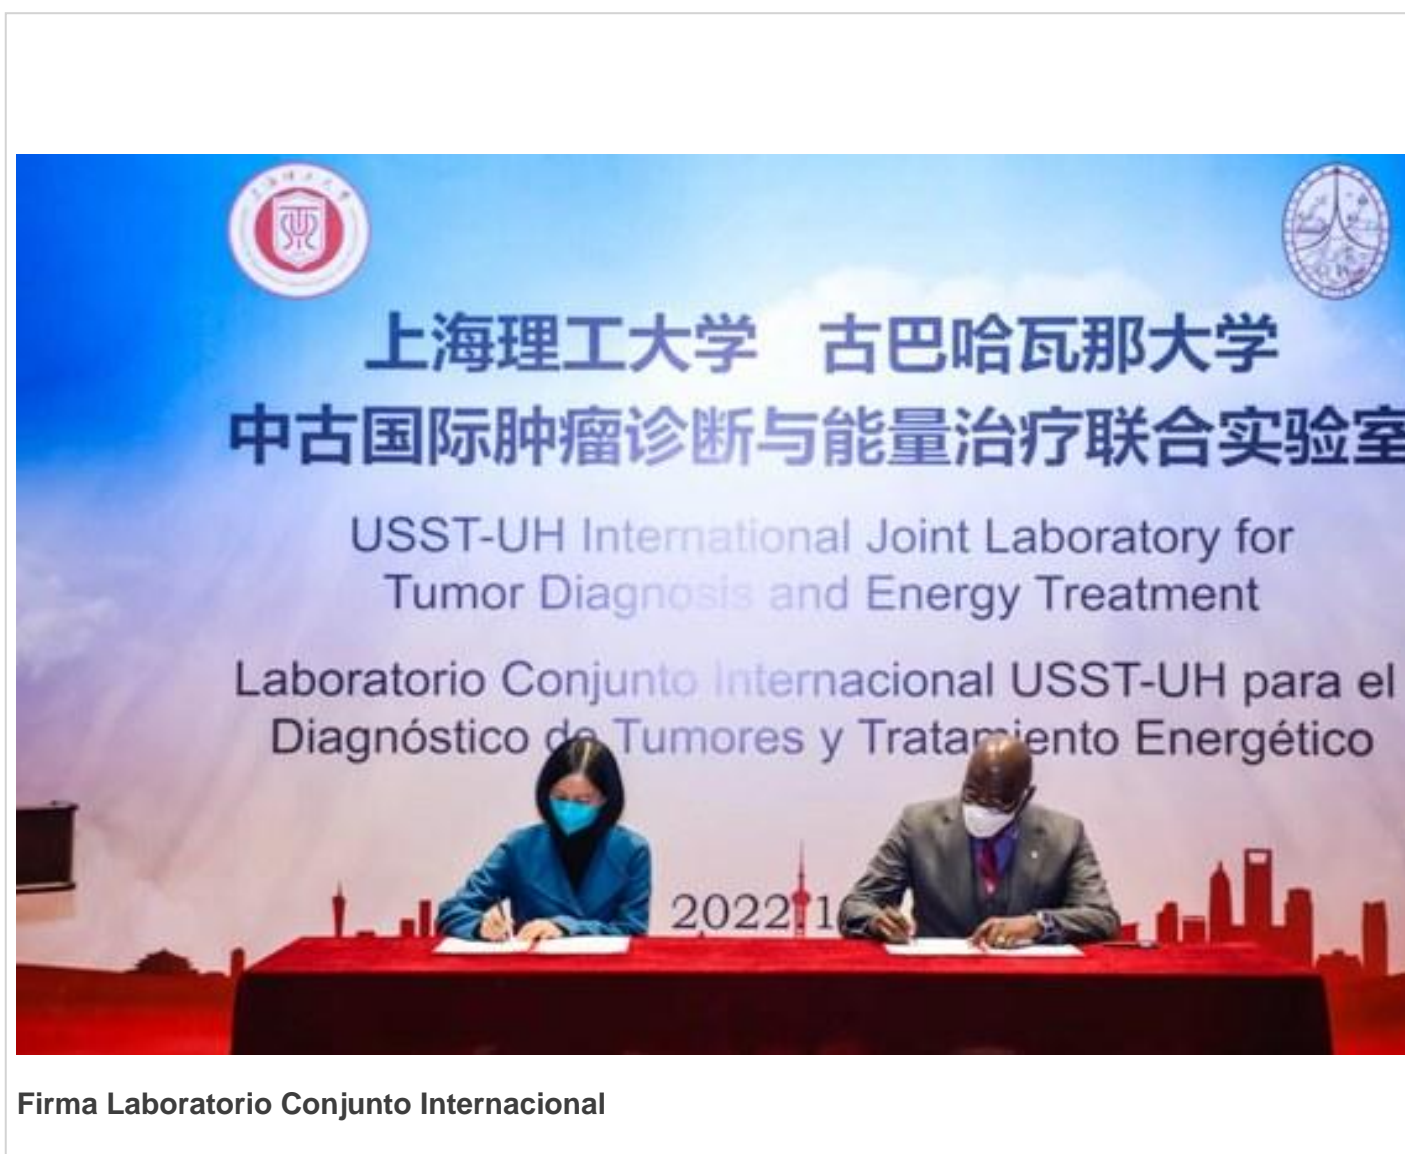 上海理工大学 古巴哈瓦那大学
中古国际肿瘤诊断与能量治疗联合实验室
USST-UH International Joint Laboratory for
Tumor Diagnosis and Energy Treatment
Laboratorio Conjunto Internacional USST-UH para el
Diagnóstico de Tumores y Tratamiento Energético
2022 1
Firma Laboratorio Conjunto Internacional